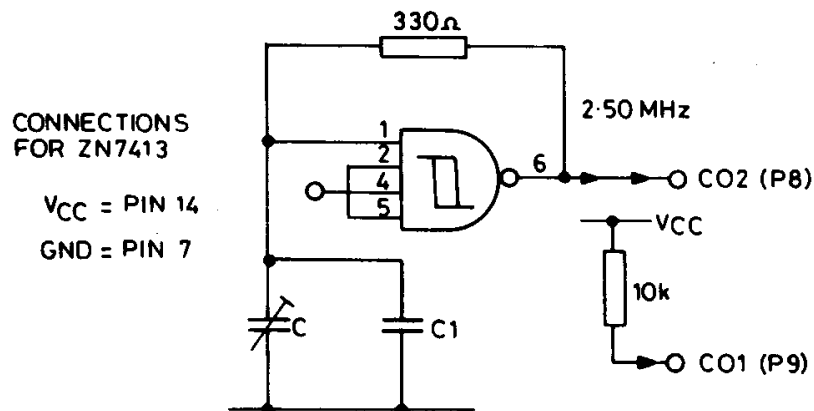 330Ω
2·50 MHz
CONNECTIONS
FOR ZN7413
VCC = PIN 14
GND = PIN 7
1
2
4
5
6
CO2 (P8)
VCC
10k
CO1 (P9)
C
C1